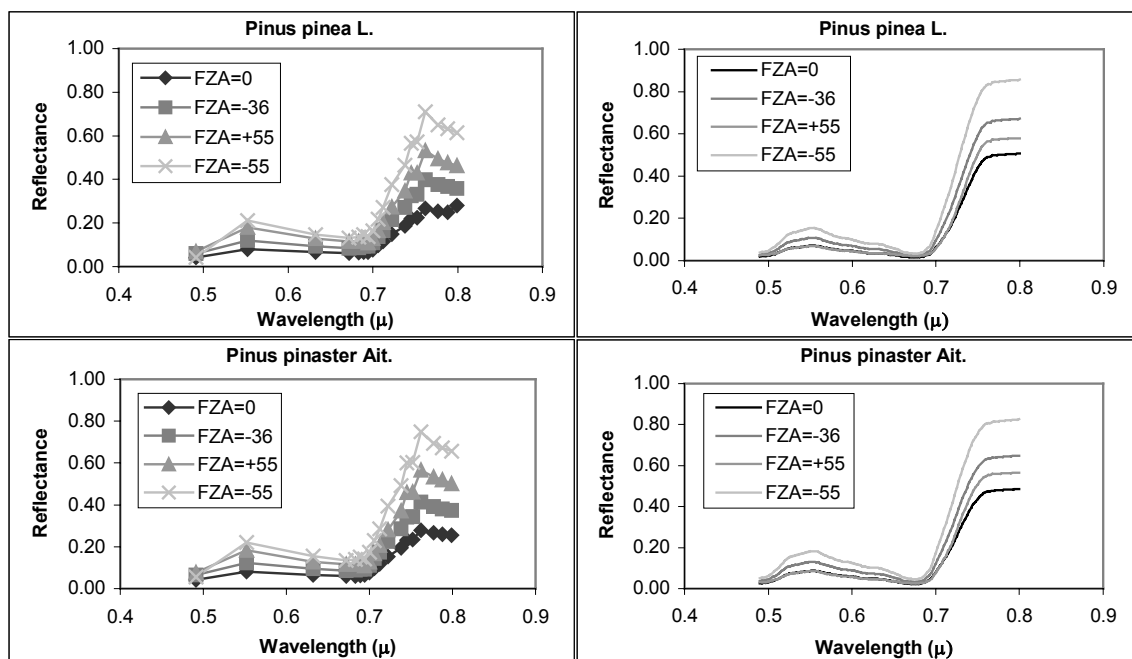 Pinus pinea L.
Reflectance
1.00
0.80
0.60
0.40
0.20
0.00
FZA=0
FZA=-36
FZA=+55
FZA=-55
0.4 0.5 0.6 0.7 0.8 0.9
Wavelength (μ)
Pinus pinea L.
Reflectance
1.00
0.80
0.60
0.40
0.20
0.00
FZA=0
FZA=-36
FZA=+55
FZA=-55
0.4 0.5 0.6 0.7 0.8 0.9
Wavelength (μ)
Pinus pinaster Ait.
Reflectance
1.00
0.80
0.60
0.40
0.20
0.00
FZA=0
FZA=-36
FZA=+55
FZA=-55
0.4 0.5 0.6 0.7 0.8 0.9
Wavelength (μ)
Pinus pinaster Ait.
Reflectance
1.00
0.80
0.60
0.40
0.20
0.00
FZA=0
FZA=-36
FZA=+55
FZA=-55
0.4 0.5 0.6 0.7 0.8 0.9
Wavelength (μ)